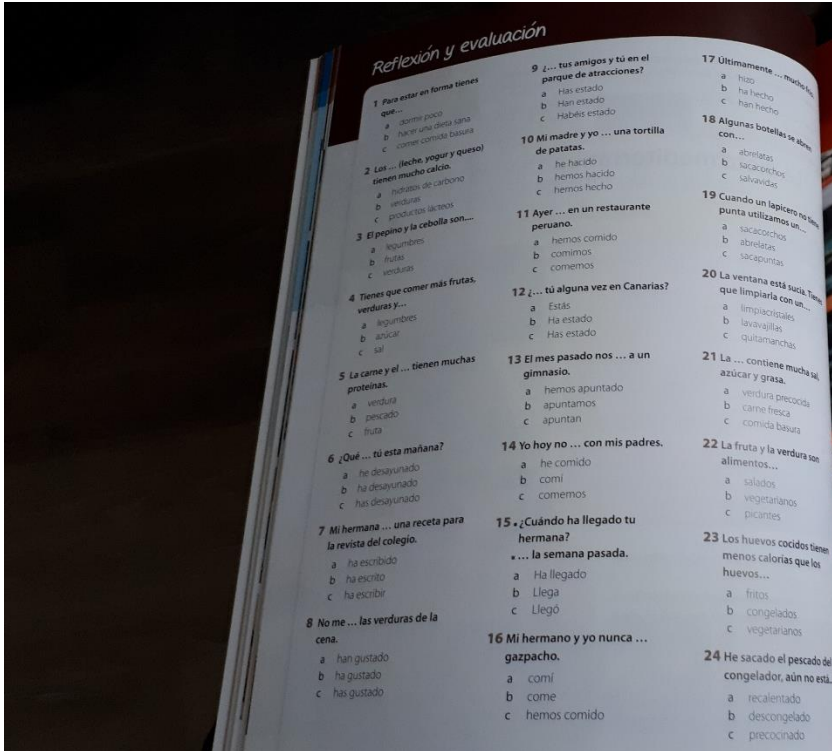 Reflexión y evaluación
1 Para estar en forma tienes
que...
a dormir poco
b hacer una dieta sana
c comer comida basura
2 Los ... (leche, yogur y queso)
tienen mucho calcio.
a hidratos de carbono
b verduras
c productos lácteos
3 El pepino y la cebolla son....
a legumbres
b frutas
c verduras
4 Tienes que comer más frutas,
verduras y...
a legumbres
b azúcar
c sal
5 La carne y el ... tienen muchas
proteínas.
a verdura
b pescado
c fruta
6 ¿Qué ... tú esta mañana?
a he desayunado
b ha desayunado
c has desayunado
7 Mi hermana ... una receta para
la revista del colegio.
a ha escribido
b ha escrito
c ha escribir
8 No me ... las verduras de la
cena.
a han gustado
b ha gustado
c has gustado
9 ¿... tus amigos y tú en el
parque de atracciones?
a Has estado
b Han estado
c Habéis estado
10 Mi madre y yo ... una tortilla
de patatas.
a he hacido
b hemos hacido
c hemos hecho
11 Ayer ... en un restaurante
peruano.
a hemos comido
b comimos
c comemos
12 ¿... tú alguna vez en Canarias?
a Estás
b Ha estado
c Has estado
13 El mes pasado nos ... a un
gimnasio.
a hemos apuntado
b apuntamos
c apuntan
14 Yo hoy no ... con mis padres.
a he comido
b comí
c comemos
15 • ¿Cuándo ha llegado tu
hermana?
• ... la semana pasada.
a Ha llegado
b Llega
c Llegó
16 Mi hermano y yo nunca ...
gazpacho.
a comí
b come
c hemos comido
17 Últimamente ... mucho
a hizo
b ha hecho
c han hecho
18 Algunas botellas se abren
con...
a abrelatas
b sacacorchos
c salvavidas
19 Cuando un lapicero no tiene
punta utilizamos un...
a sacacorchos
b abrelatas
c sacapuntas
20 La ventana está sucia. Tienes
que limpiarla con un...
a limpiacristales
b lavavajillas
c quitamanchas
21 La ... contiene mucha sal,
azúcar y grasa.
a verdura precocida
b carne fresca
c comida basura
22 La fruta y la verdura son
alimentos...
a salados
b vegetarianos
c picantes
23 Los huevos cocidos tienen
menos calorías que los
huevos...
a fritos
b congelados
c vegetarianos
24 He sacado el pescado del
congelador, aún no está
a recalentado
b descongelado
c precocinado